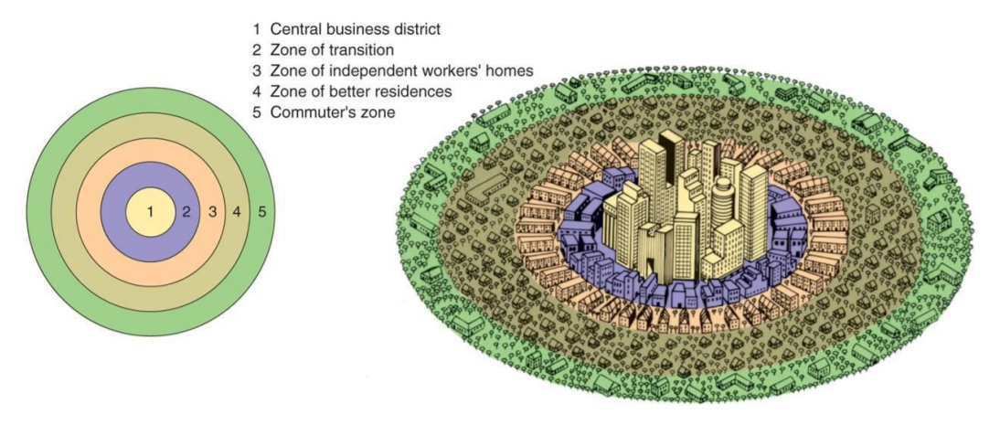 1 Central business district
2 Zone of transition
3 Zone of independent workers' homes
4 Zone of better residences
5 Commuter's zone
1 2 3 4 5